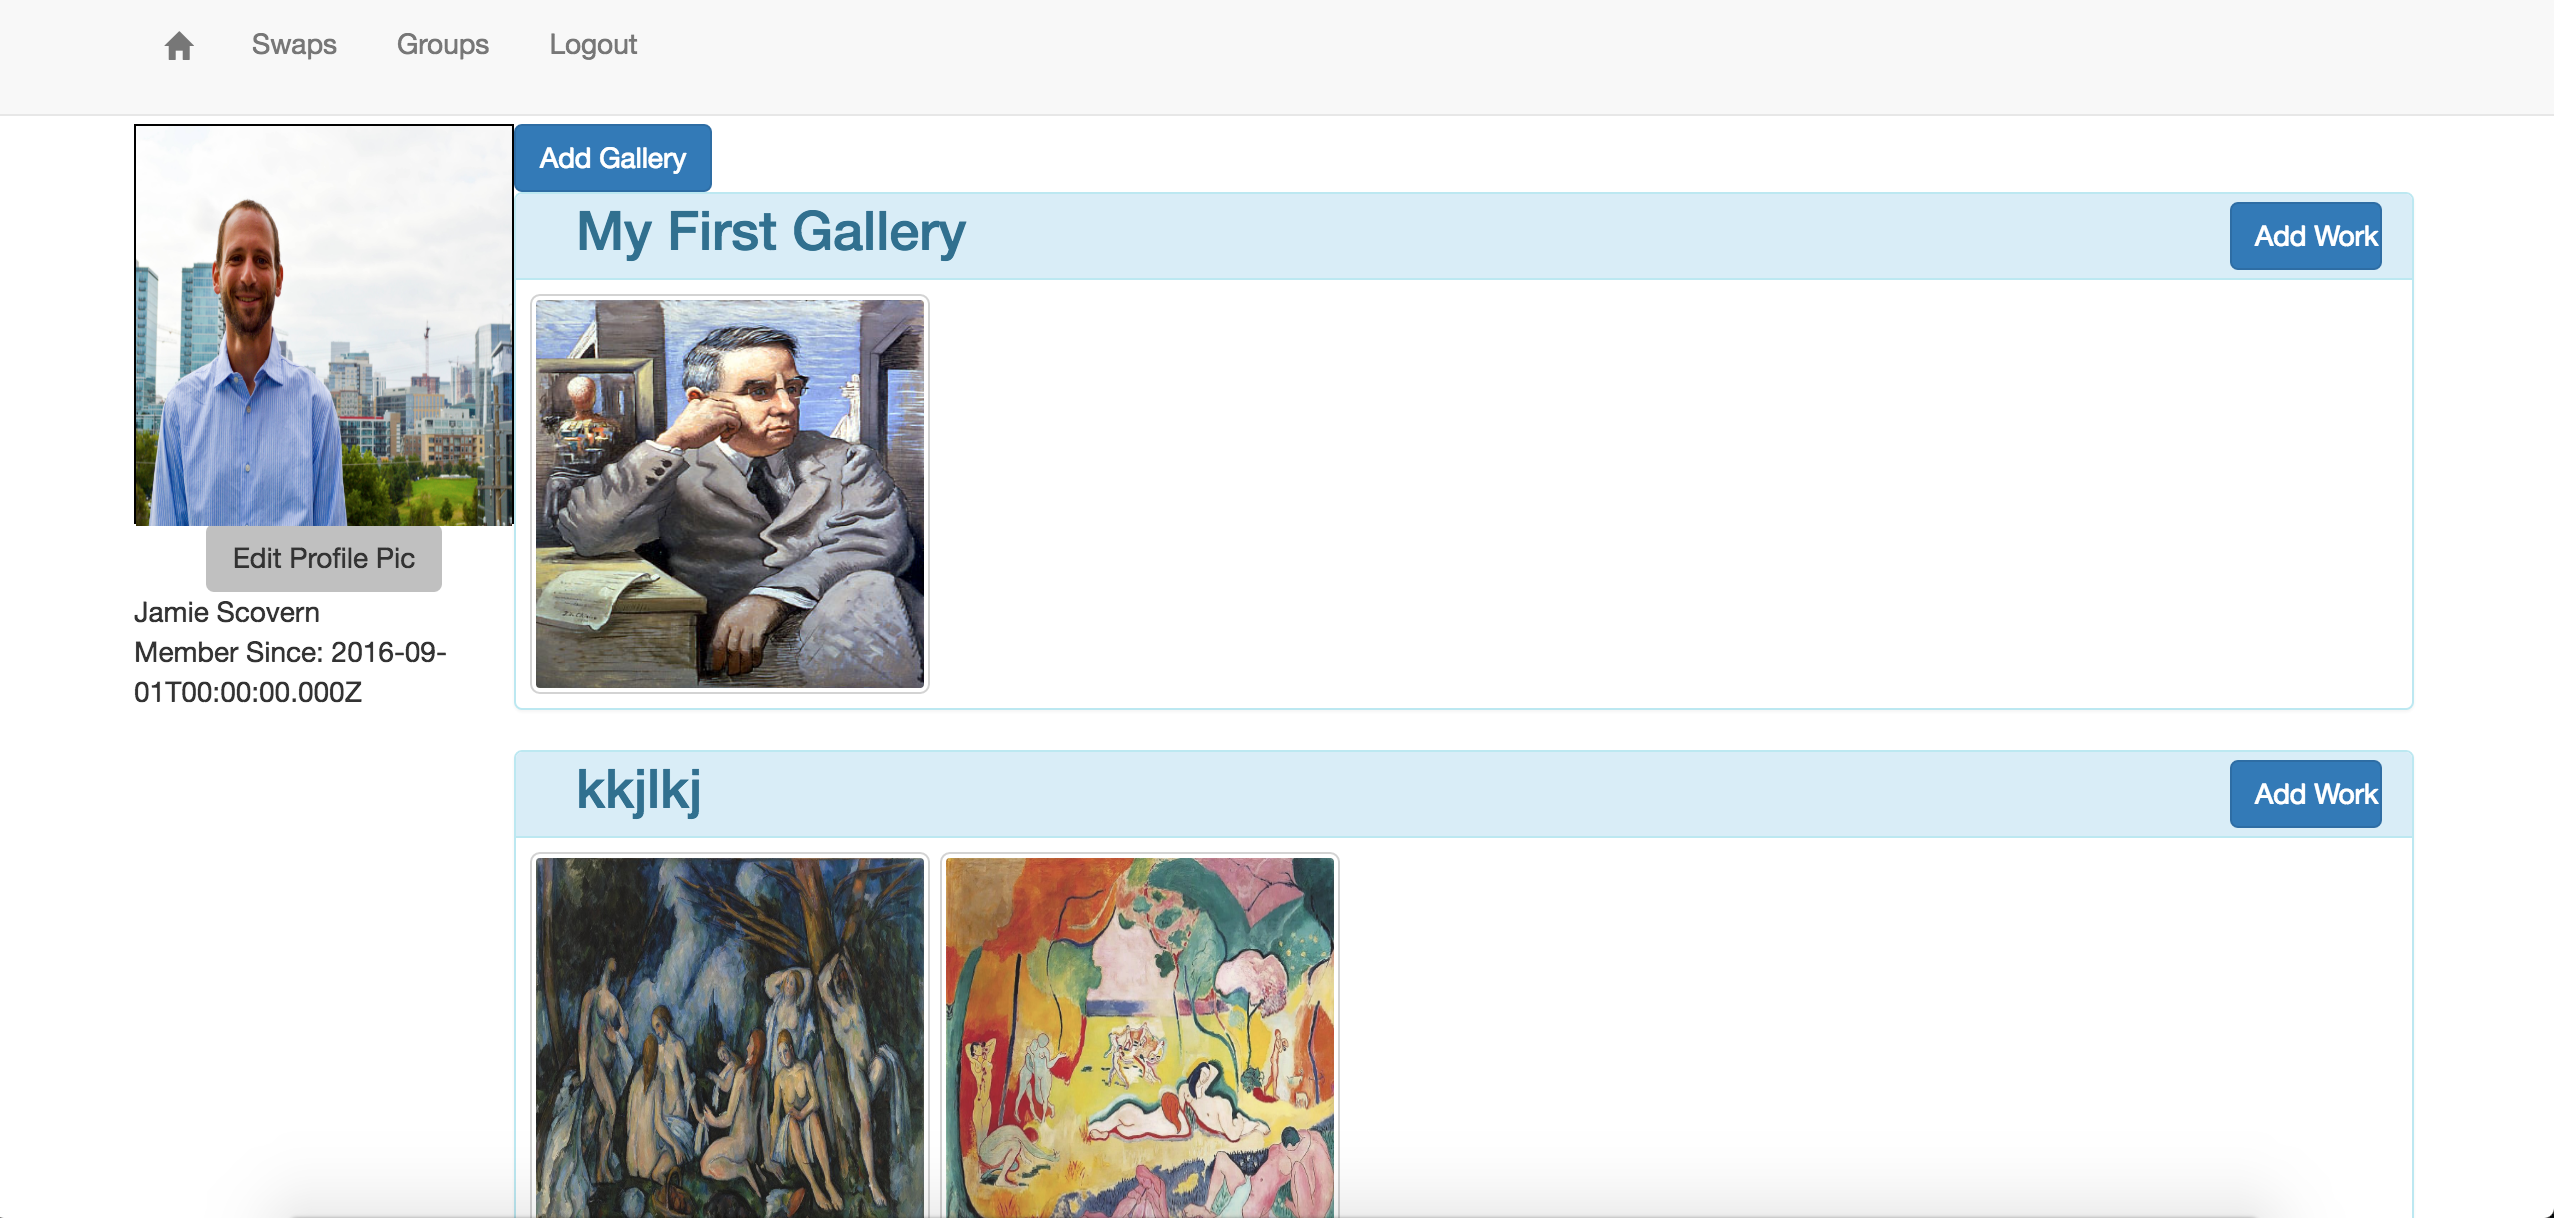 Swaps Groups Logout
Add Gallery
My First Gallery
Add Work
Edit Profile Pic
Jamie Scovern
Member Since: 2016-09-
01T00:00:00.000Z
kkjlkj
Add Work